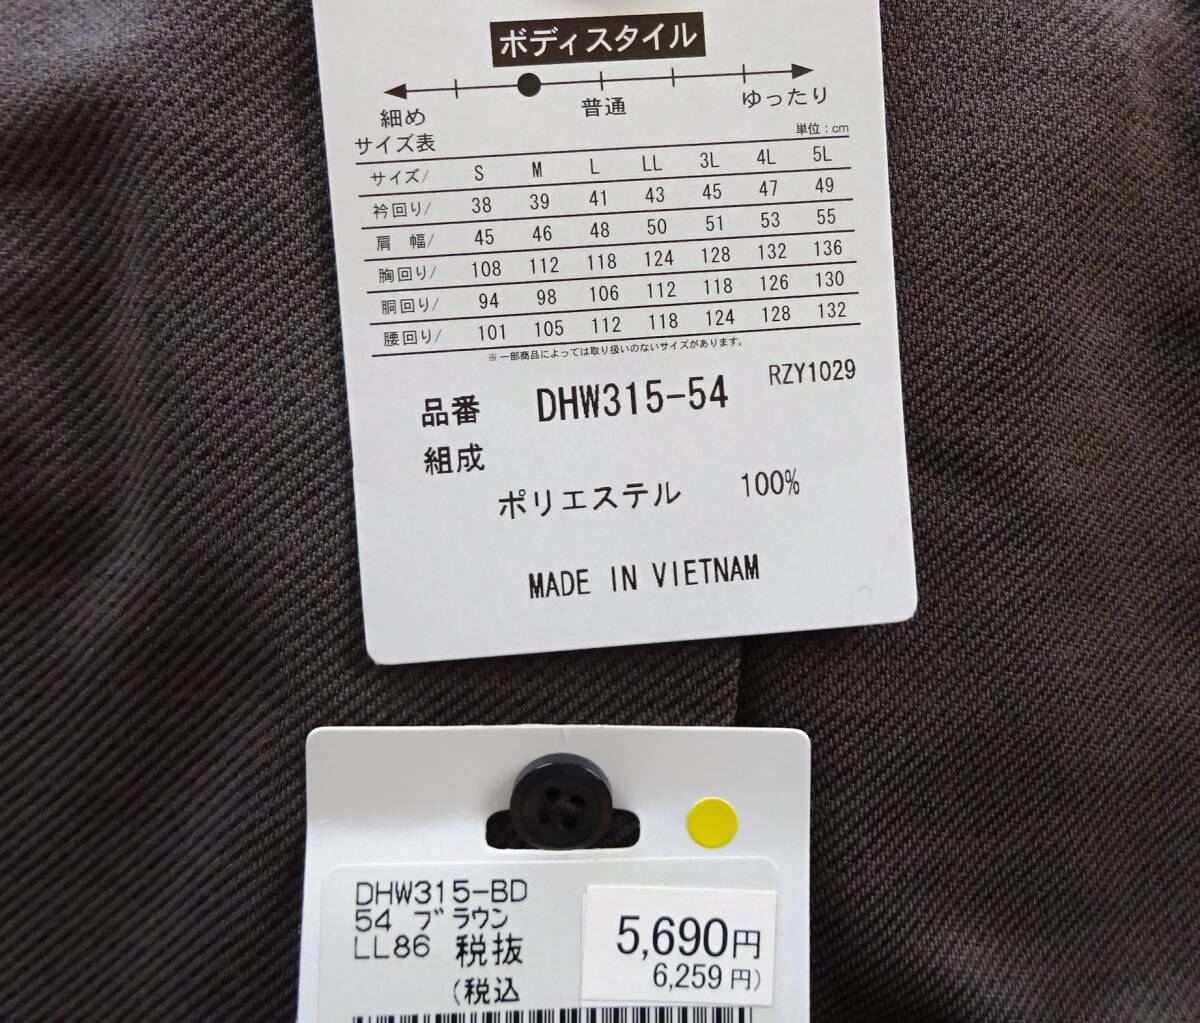 ボディスタイル
細め 普通 ゆったり
サイズ表 単位:cm
サイズ/ S M L LL 3L 4L 5L
衿回り/ 38 39 41 43 45 47 49
肩 幅/ 45 46 48 50 51 53 55
胸回り/ 108 112 118 124 128 132 136
胴回り/ 94 98 106 112 118 126 130
腰回り/ 101 105 112 118 124 128 132
※一部商品によっては取り扱いのないサイズがあります。
品番 DHW315-54 RZY1029
組成
ポリエステル 100%
MADE IN VIETNAM
DHW315-BD
54 ブラウン
LL86 税抜 5,690円
(税込 6,259円)